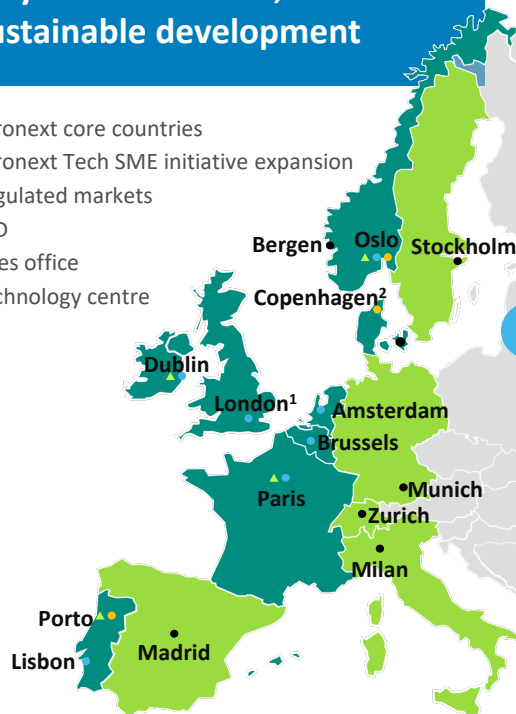 ustainable development
ronext core countries
ronext Tech SME initiative expansion
gulated markets
D
es office
chnology centre
Bergen
Oslo
Stockholm
Copenhagen²
Dublin
London¹
Amsterdam
Brussels
Paris
Munich
Zurich
Milan
Porto
Lisbon
Madrid